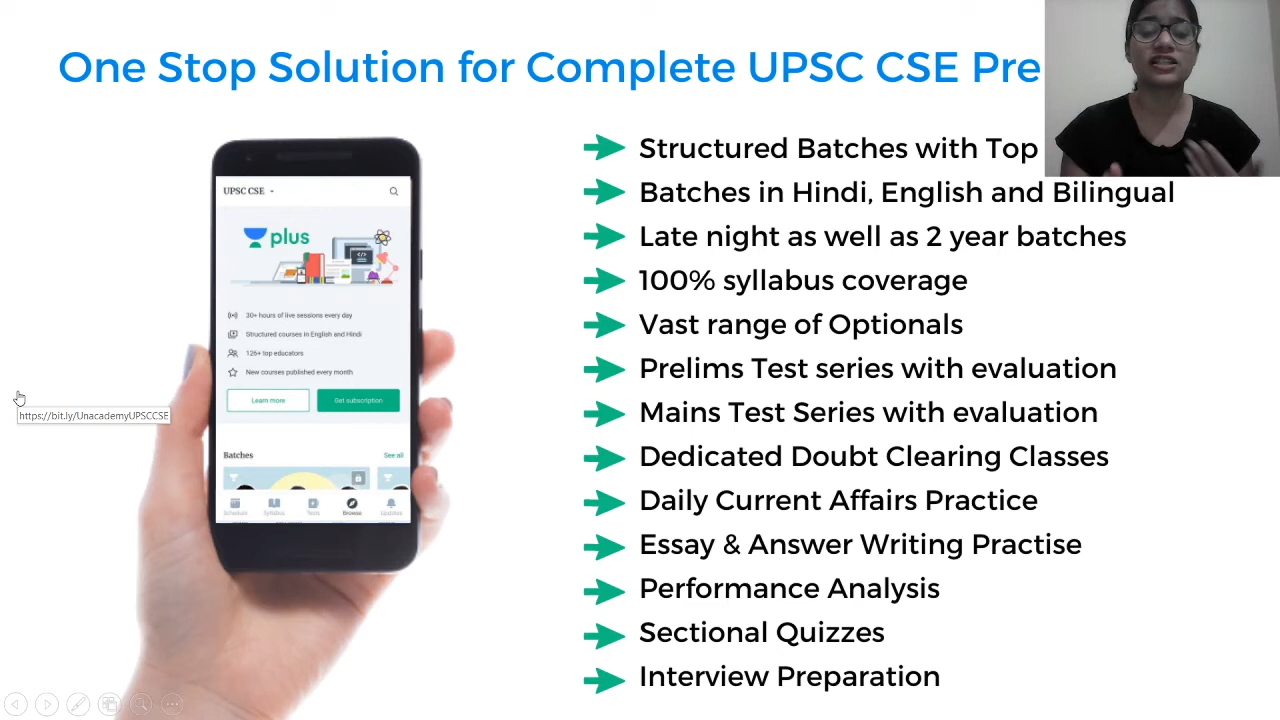 One Stop Solution for Complete UPSC CSE Pre
Structured Batches with Top
Batches in Hindi, English and Bilingual
Late night as well as 2 year batches
100% syllabus coverage
Vast range of Optionals
Prelims Test series with evaluation
Mains Test Series with evaluation
Dedicated Doubt Clearing Classes
Daily Current Affairs Practice
Essay & Answer Writing Practise
Performance Analysis
Sectional Quizzes
Interview Preparation
UPSC CSE
plus
30+ hours of live sessions every day
Structured courses in English and Hindi
126+ top educators
New courses published every month
Learn more
Get subscription
Batches
See all
Schedule
Syllabus
Tests
Browse
Updates
https://bit.ly/UnacademyUPSCCSE